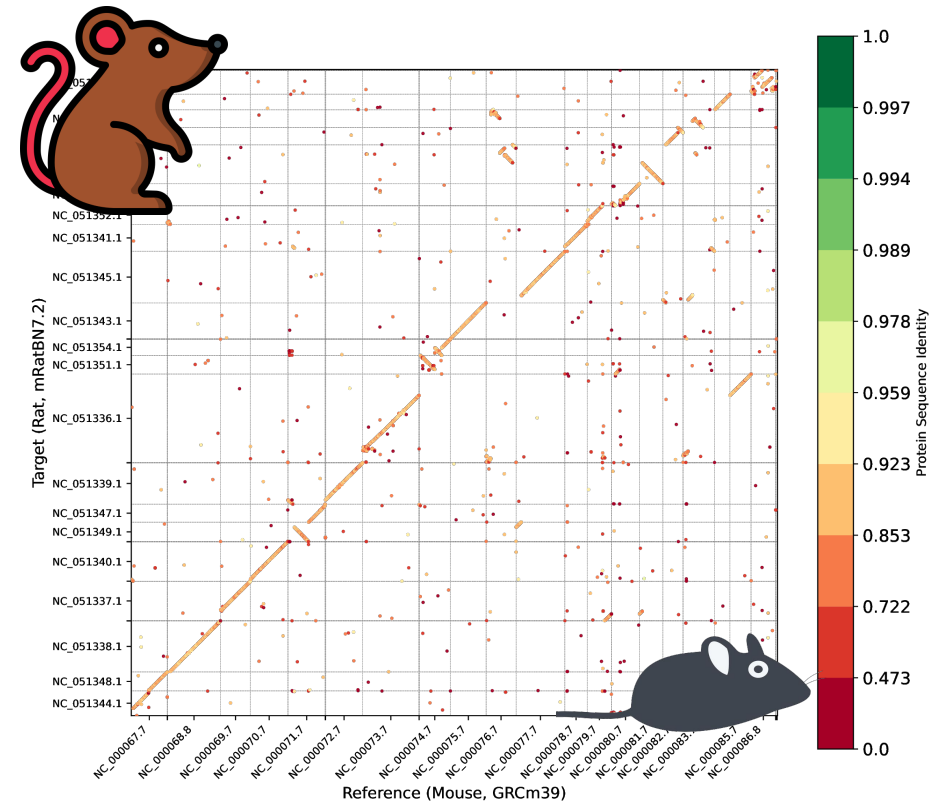 1.0
0.997
0.994
0.989
0.978
0.959
0.923
0.853
0.722
0.473
0.0
Protein Sequence Identity
Target (Rat, mRatBN7.2)
NC_051352.1
NC_051341.1
NC_051345.1
NC_051343.1
NC_051354.1
NC_051351.1
NC_051336.1
NC_051339.1
NC_051347.1
NC_051349.1
NC_051340.1
NC_051337.1
NC_051338.1
NC_051348.1
NC_051344.1
NC_000067.7
NC_000068.8
NC_000069.7
NC_000070.7
NC_000071.7
NC_000072.7
NC_000073.7
NC_000074.7
NC_000075.7
NC_000076.7
NC_000077.7
NC_000078.7
NC_000079.7
NC_000080.7
NC_000081.7
NC_000082.
NC_000083.
NC_000085.7
NC_000086.8
Reference (Mouse, GRCm39)